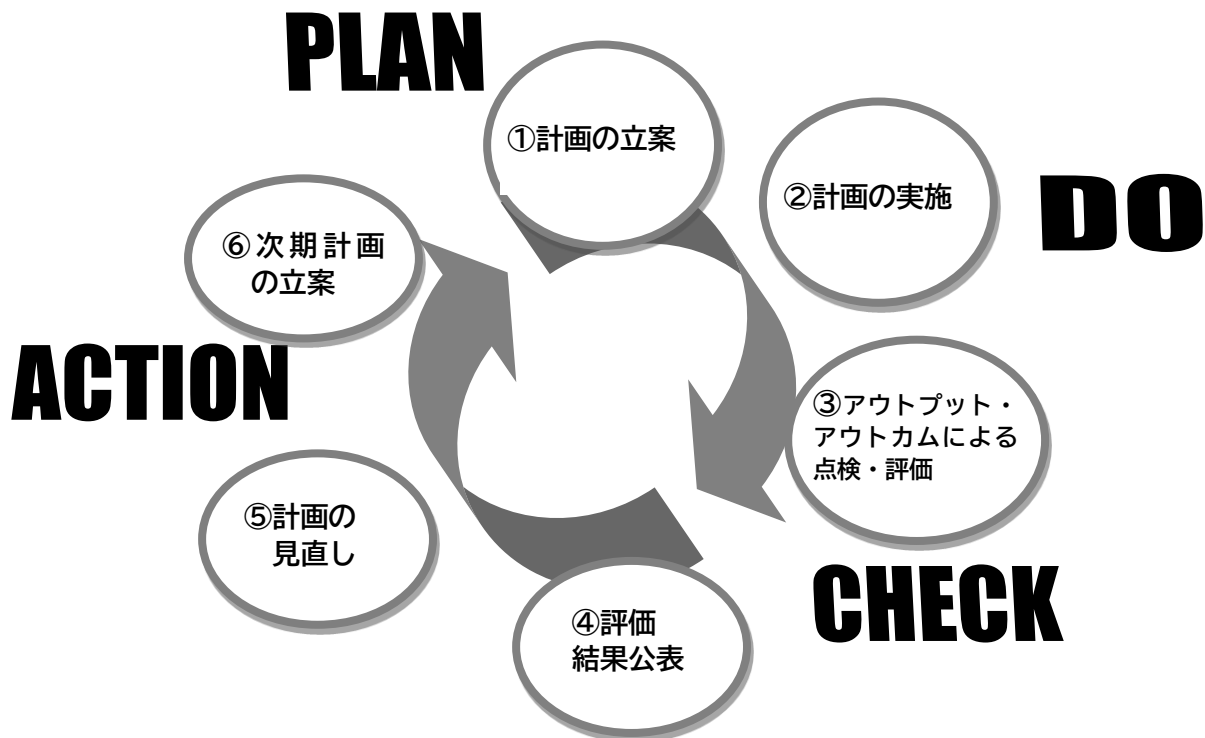 PLAN
①計画の立案
②計画の実施
DO
③アウトプット・
アウトカムによる
点検・評価
CHECK
④評価
結果公表
⑤計画の
見直し
ACTION
⑥次期計画
の立案